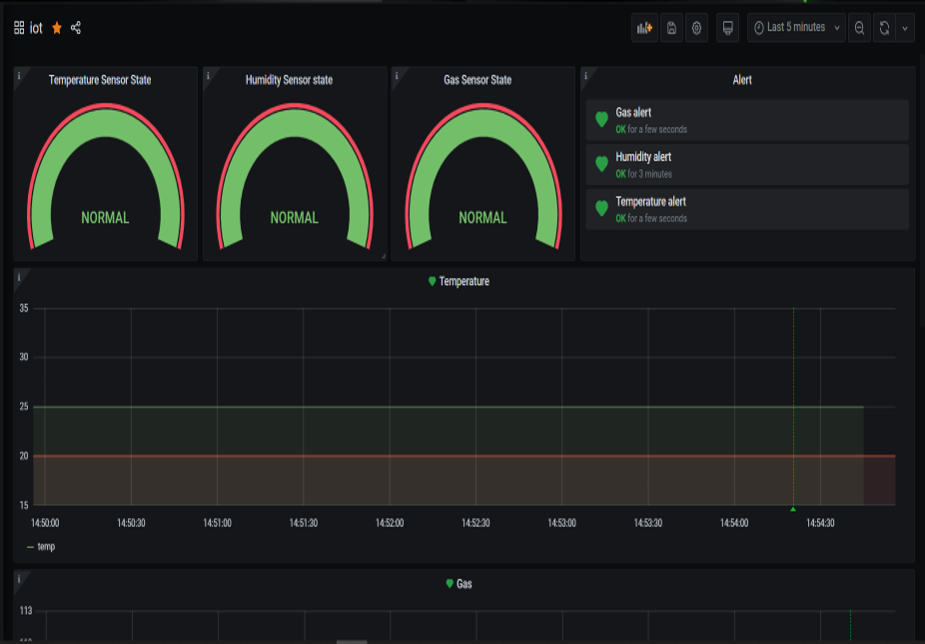 iot
Last 5 minutes
Temperature Sensor State
Humidity Sensor state
Gas Sensor State
Alert
NORMAL
NORMAL
NORMAL
Gas alert
OK for a few seconds
Humidity alert
OK for 3 minutes
Temperature alert
OK for a few seconds
Temperature
35
30
25
20
15
14:50:00 14:50:30 14:51:00 14:51:30 14:52:00 14:52:30 14:53:00 14:53:30 14:54:00 14:54:30
temp
Gas
113